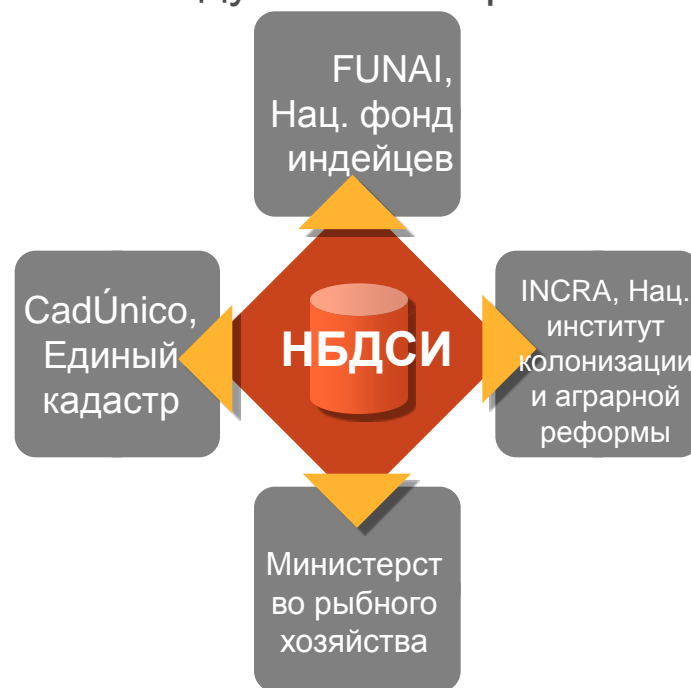 FUNAI,
Нац. фонд
индейцев
CadÚnico,
Единый
кадастр
НБДСИ
INCRA, Нац.
институт
колонизации
и аграрной
реформы
Министерст
во рыбного
хозяйства